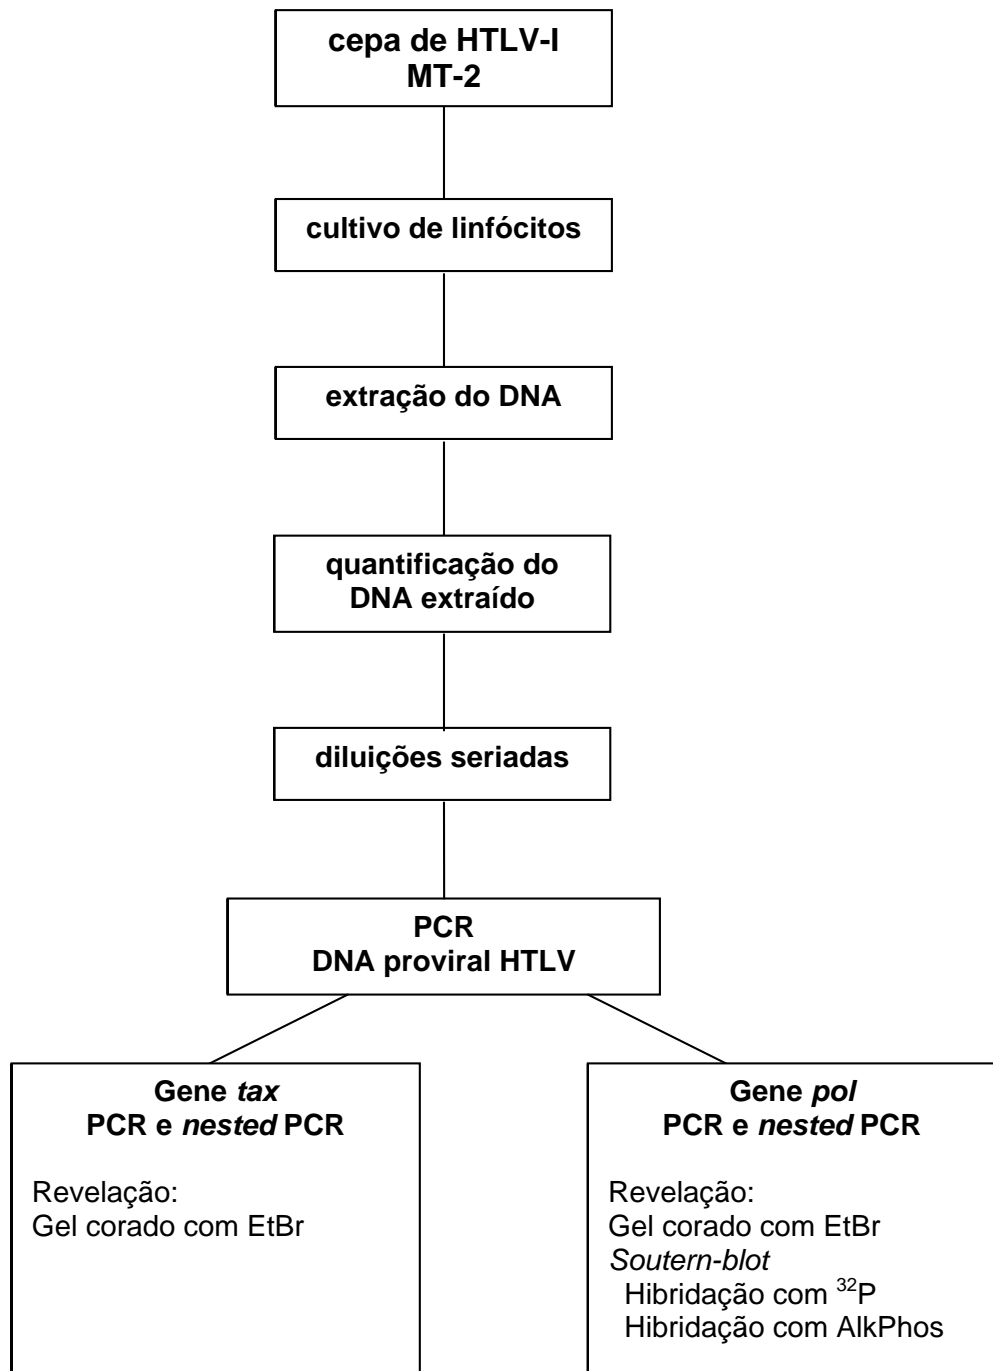 cepa de HTLV-I
MT-2
cultivo de linfócitos
extração do DNA
quantificação do
DNA extraído
diluições seriadas
PCR
DNA proviral HTLV
Gene tax
PCR e nested PCR
Revelação:
Gel corado com EtBr
Gene pol
PCR e nested PCR
Revelação:
Gel corado com EtBr
Soutern-blot
Hibridação com ³²P
Hibridação com AlkPhos